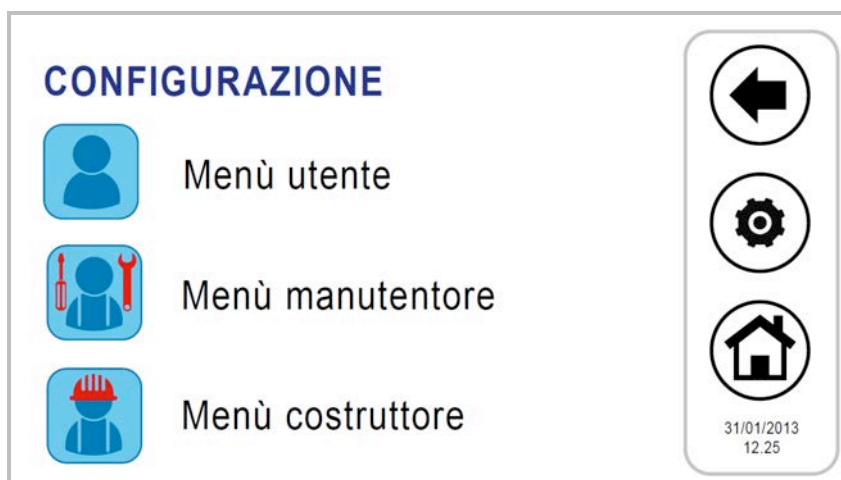 CONFIGURAZIONE
Menù utente
Menù manutentore
Menù costruttore
31/01/2013
12.25